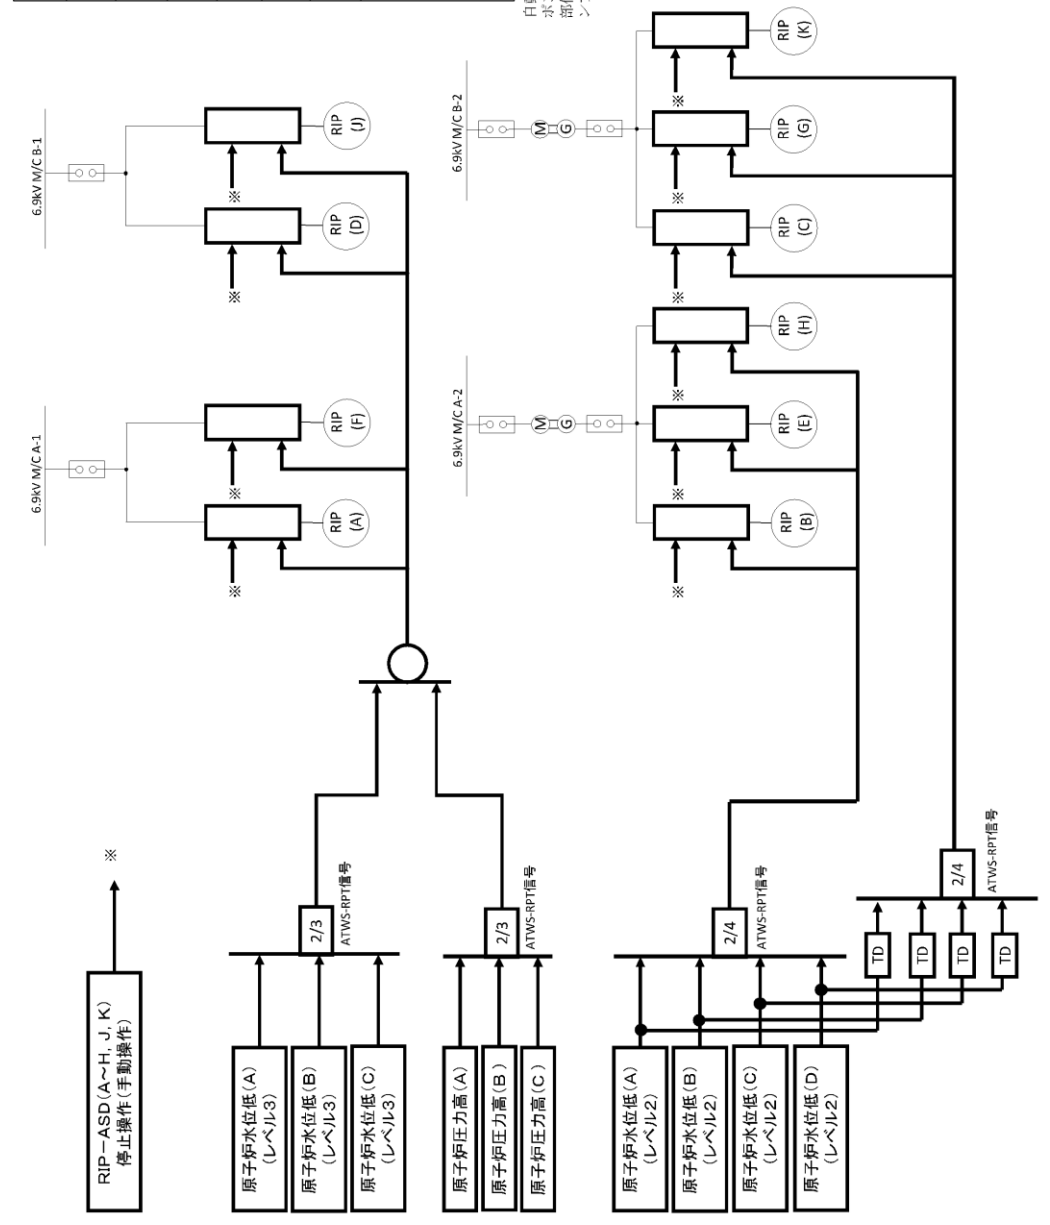 RIP－ASD(A～H, J, K)
停止操作(手動操作)
※
原子炉水位低(A)
(レベル3)
原子炉水位低(B)
(レベル3)
原子炉水位低(C)
(レベル3)
2/3
ATWS-RPT信号
原子炉圧力高(A)
原子炉圧力高(B)
原子炉圧力高(C)
2/3
ATWS-RPT信号
原子炉水位低(A)
(レベル2)
原子炉水位低(B)
(レベル2)
原子炉水位低(C)
(レベル2)
原子炉水位低(D)
(レベル2)
2/4
ATWS-RPT信号
TD
TD
TD
TD
2/4
ATWS-RPT信号
6.9kV M/C A-1
※
RIP
(A)
※
RIP
(F)
6.9kV M/C B-1
※
RIP
(D)
※
RIP
(J)
6.9kV M/C A-2
M
G
※
RIP
(B)
※
RIP
(E)
※
RIP
(H)
6.9kV M/C B-2
M
G
※
RIP
(C)
※
RIP
(G)
※
RIP
(K)